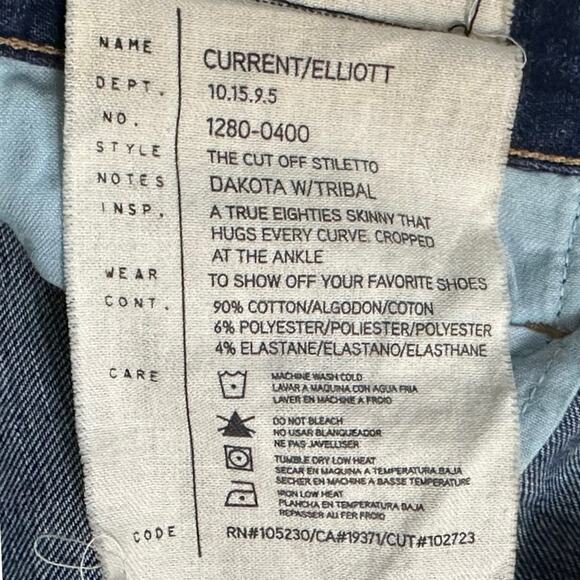 NAME CURRENT/ELLIOTT
DEPT. 10.15.9.5
NO. 1280-0400
STYLE THE CUT OFF STILETTO
NOTES DAKOTA W/TRIBAL
INSP. A TRUE EIGHTIES SKINNY THAT
HUGS EVERY CURVE. CROPPED
AT THE ANKLE
WEAR TO SHOW OFF YOUR FAVORITE SHOES
CONT. 90% COTTON/ALGODON/COTON
6% POLYESTER/POLIESTER/POLYESTER
4% ELASTANE/ELASTANO/ELASTHANE
CARE MACHINE WASH COLD
LAVAR A MAQUINA CON AGUA FRIA
LAVER EN MACHINE A FROID
DO NOT BLEACH
NO USAR BLANQUEADOR
NE PAS JAVELLISER
TUMBLE DRY LOW HEAT
SECAR EN MAQUINA A TEMPERATURA BAJA
SECHER EN MACHINE A BASSE TEMPERATURE
IRON LOW HEAT
PLANCHA EN TEMPERATURA BAJA
REPASSER AU FER FROID
CODE RN#105230/CA#19371/CUT#102723